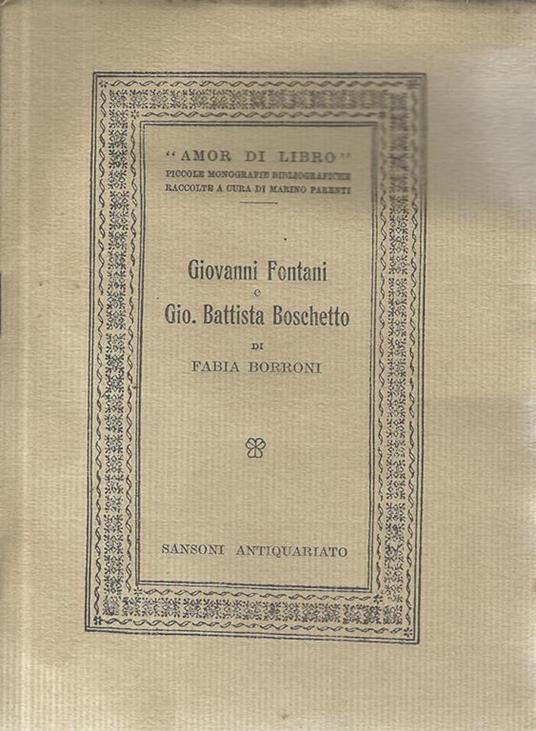 "AMOR DI LIBRO"
PICCOLE MONOGRAFIE BIBLIOGRAFICHE
RACCOLTE A CURA DI MARINO PARENTI
Giovanni Fontani
e
Gio. Battista Boschetto
DI
FABIA BORRONI
SANSONI ANTIQUARIATO